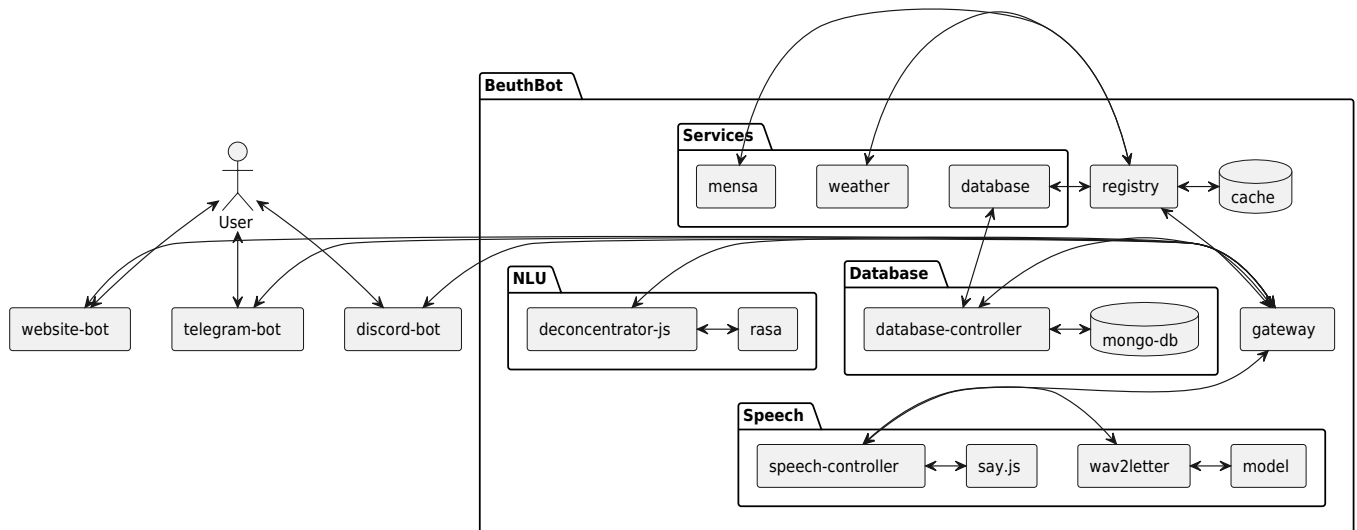 BeuthBot
Services
mensa
weather
database
registry
cache
User
NLU
Database
website-bot
telegram-bot
discord-bot
deconcentrator-js
rasa
database-controller
mongo-db
gateway
Speech
speech-controller
say.js
wav2letter
model